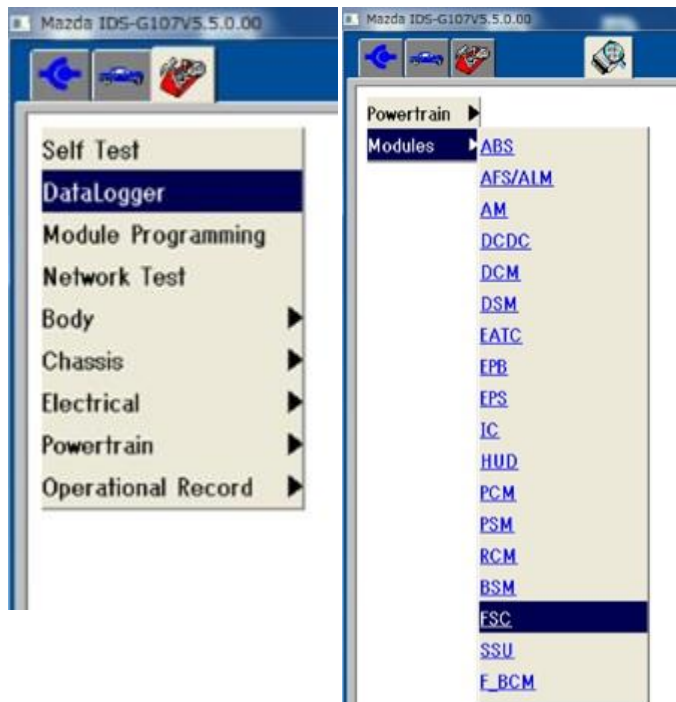 Mazda IDS-G107V5.5.0.00
Self Test
DataLogger
Module Programming
Network Test
Body
Chassis
Electrical
Powertrain
Operational Record
Mazda IDS-G107V5.5.0.00
Powertrain
Modules
ABS
AFS/ALM
AM
DCDC
DCM
DSM
EATC
EPB
EPS
IC
HUD
PCM
PSM
RCM
BSM
FSC
SSU
F_BCM